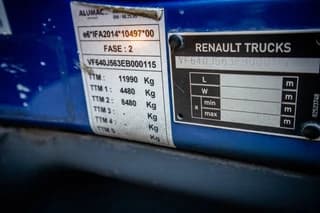 ALUMAC
e6*IFA2014*10497*00
FASE : 2
VF640J563EB000115
TTM : 11990 Kg
TTM - 1 : 4480 Kg
TTM - 2 : 8480 Kg
TTM - 3 : - Kg
TTM - 4 : - Kg
TTM - 5
RENAULT TRUCKS
L m
W m
x min
max m